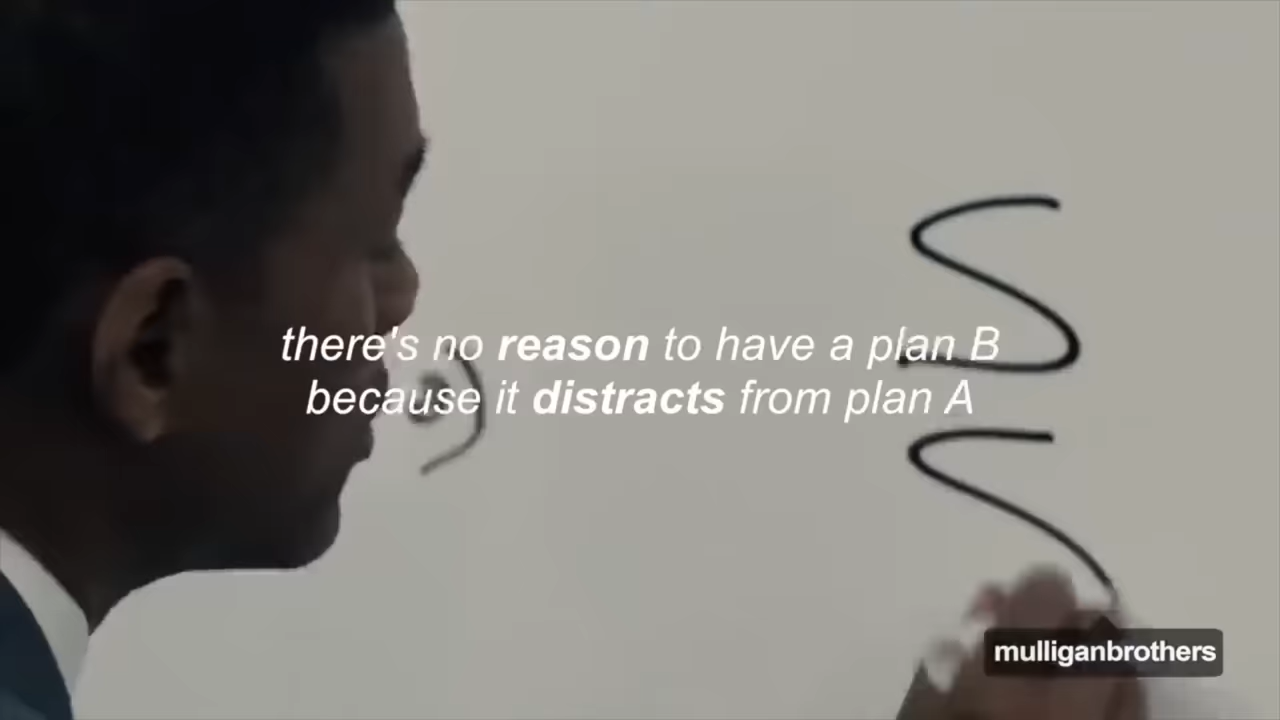 there's no reason to have a plan B
because it distracts from plan A
mulliganbrothers